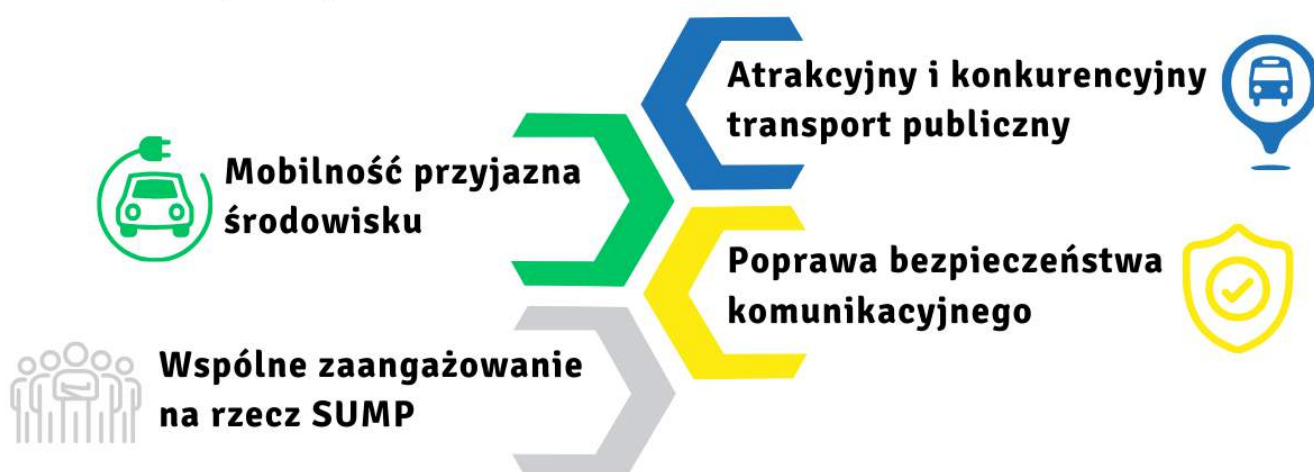 Atrakcyjny i konkurencyjny
transport publiczny
Mobilność przyjazna
środowisku
Poprawa bezpieczeństwa
komunikacyjnego
Wspólne zaangażowanie
na rzecz SUMP